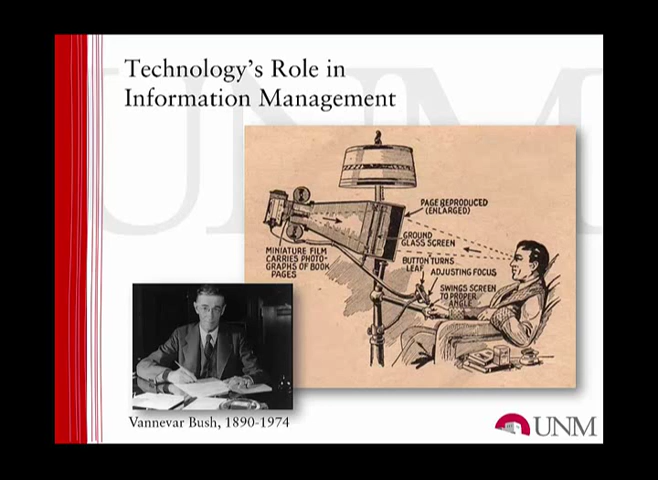 Technology's Role in
Information Management
PAGE REPRODUCED
(ENLARGED)
GROUND
GLASS SCREEN
MINIATURE FILM
CARRIES PHOTO-
GRAPHS OF BOOK
PAGES
BUTTON TURNS
LEAF
ADJUSTING FOCUS
SWINGS SCREEN
TO PROPER
ANGLE
Vannevar Bush, 1890-1974
UNM
UNM